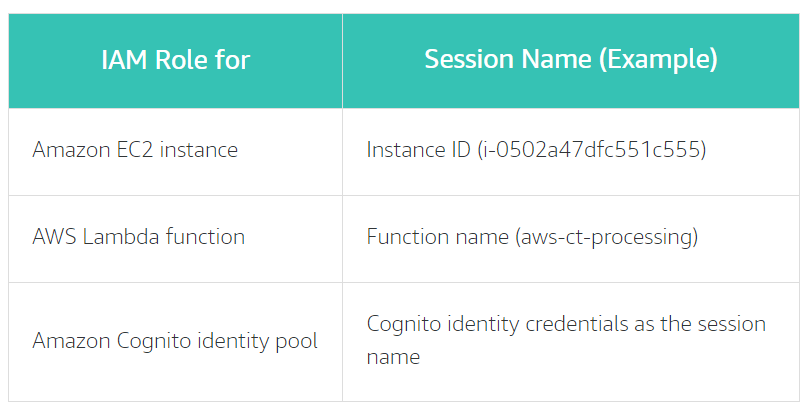 IAM Role for
Session Name (Example)
Amazon EC2 instance
Instance ID (i-0502a47dfc551c555)
AWS Lambda function
Function name (aws-ct-processing)
Amazon Cognito identity pool
Cognito identity credentials as the session
name